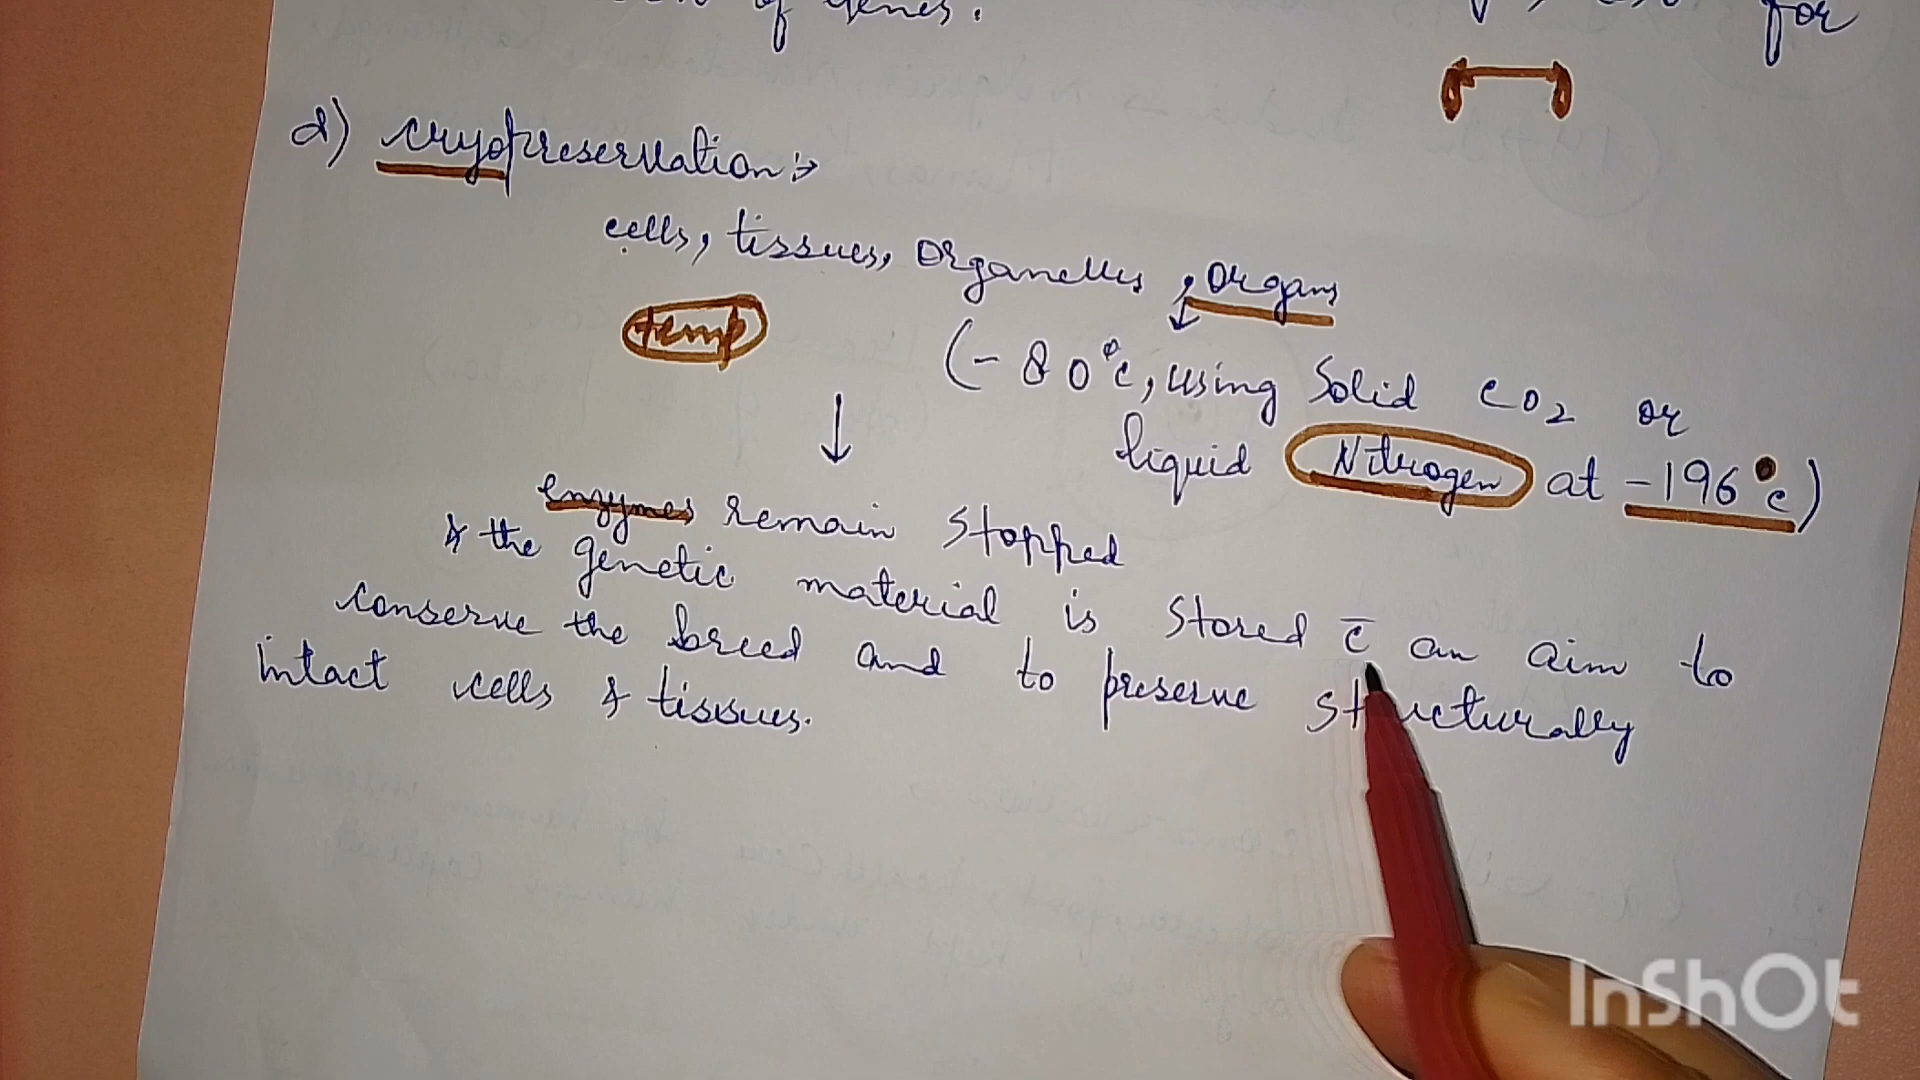 of genes.
for
d) cryopreservation :→
cells, tissues, organelles, organs
temp
(-80°c, using solid CO2 or
liquid Nitrogen at -196°c)
enzymes remain stopped
& the genetic material is stored c̄ an aim to
conserve the breed and to preserve structurally
intact cells & tissues.
InShOt